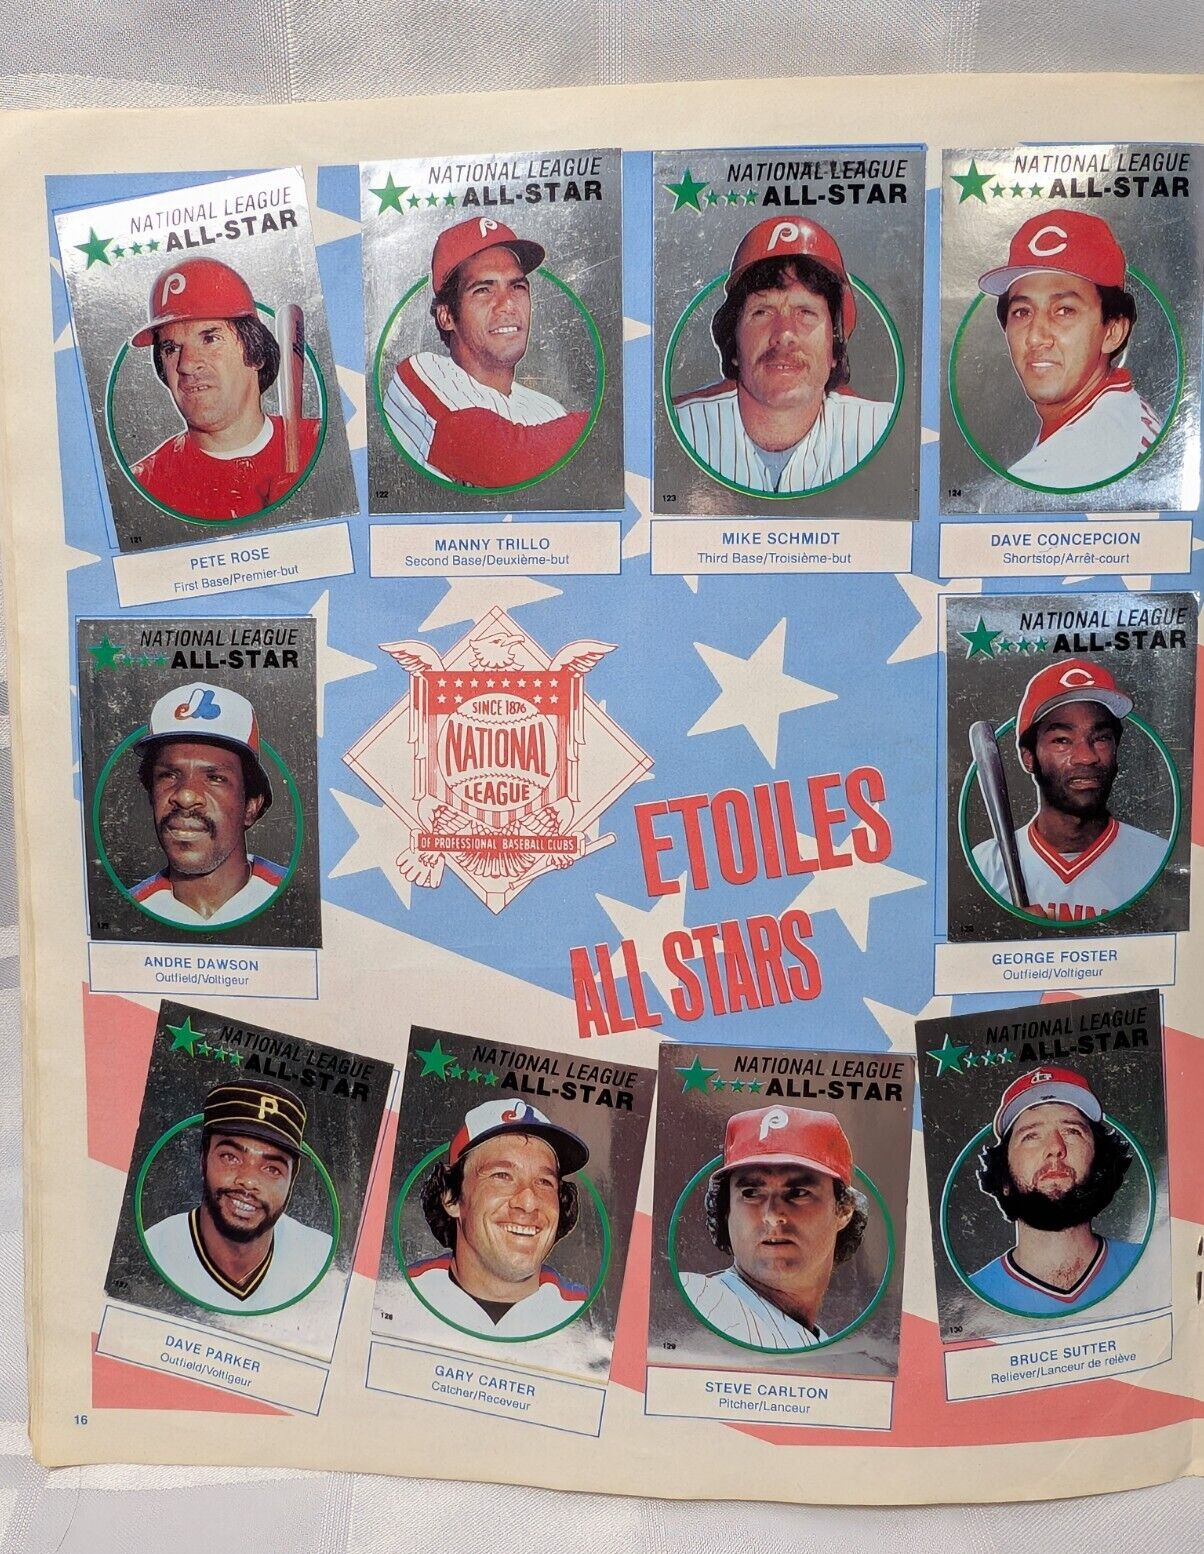 NATIONAL LEAGUE
ALL-STAR
P
121
PETE ROSE
First Base/Premier-but
NATIONAL LEAGUE
ALL-STAR
P
122
MANNY TRILLO
Second Base/Deuxième-but
NATIONAL LEAGUE
ALL-STAR
P
123
MIKE SCHMIDT
Third Base/Troisième-but
NATIONAL LEAGUE
ALL-STAR
C
124
DAVE CONCEPCION
Shortstop/Arrêt-court
NATIONAL LEAGUE
ALL-STAR
125
ANDRE DAWSON
Outfield/Voltigeur
SINCE 1876
NATIONAL
LEAGUE
OF PROFESSIONAL BASEBALL CLUBS
ETOILES
ALL STARS
NATIONAL LEAGUE
ALL-STAR
C
NN
126
GEORGE FOSTER
Outfield/Voltigeur
NATIONAL LEAGUE
ALL-STAR
P
127
DAVE PARKER
Outfield/Voltigeur
NATIONAL LEAGUE
ALL-STAR
128
GARY CARTER
Catcher/Receveur
NATIONAL LEAGUE
ALL-STAR
P
129
STEVE CARLTON
Pitcher/Lanceur
NATIONAL LEAGUE
ALL-STAR
130
BRUCE SUTTER
Reliever/Lanceur de relève
16